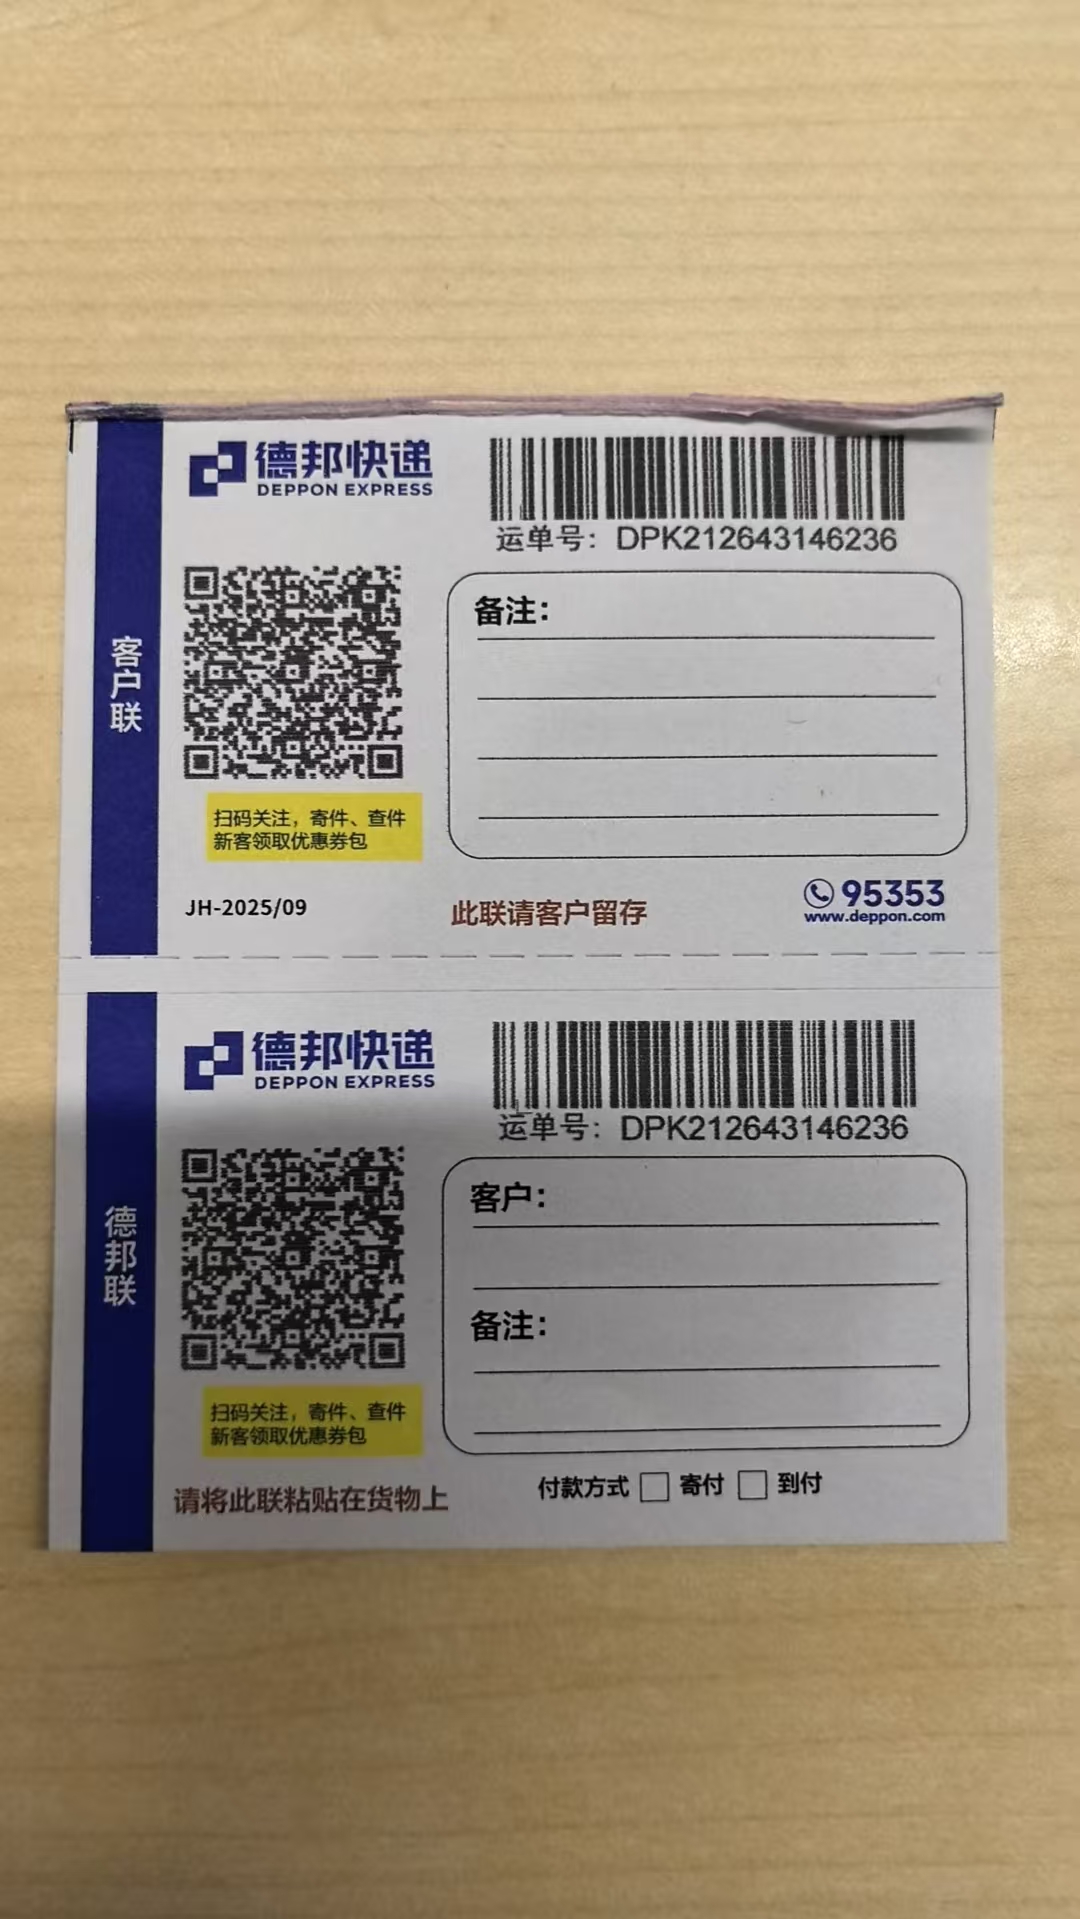 德邦快递
DEPPON EXPRESS
运单号：DPK212643146236
客户联
备注：
扫码关注，寄件、查件
新客领取优惠券包
JH-2025/09
此联请客户留存
95353
www.deppon.com
德邦快递
DEPPON EXPRESS
运单号：DPK212643146236
德邦联
客户：
备注：
扫码关注，寄件、查件
新客领取优惠券包
请将此联粘贴在货物上
付款方式 寄付 到付